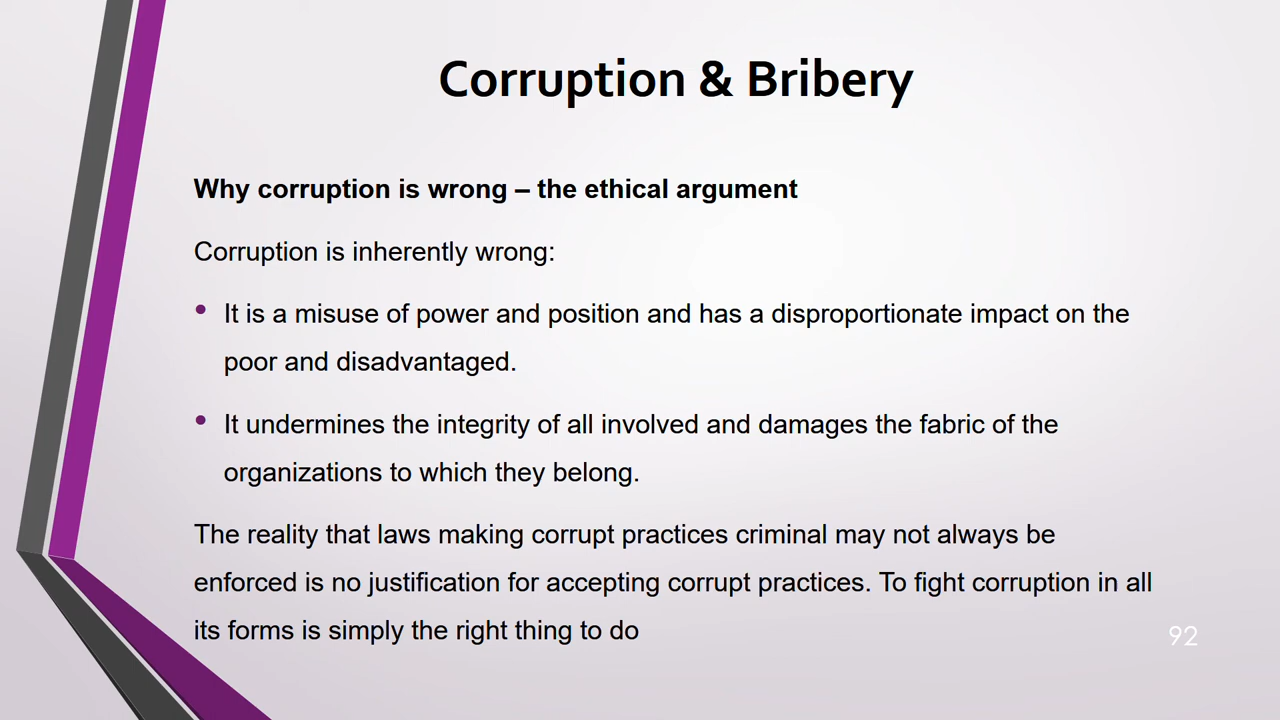 Corruption & Bribery
Why corruption is wrong – the ethical argument
Corruption is inherently wrong:
• It is a misuse of power and position and has a disproportionate impact on the
poor and disadvantaged.
• It undermines the integrity of all involved and damages the fabric of the
organizations to which they belong.
The reality that laws making corrupt practices criminal may not always be
enforced is no justification for accepting corrupt practices. To fight corruption in all
its forms is simply the right thing to do
92